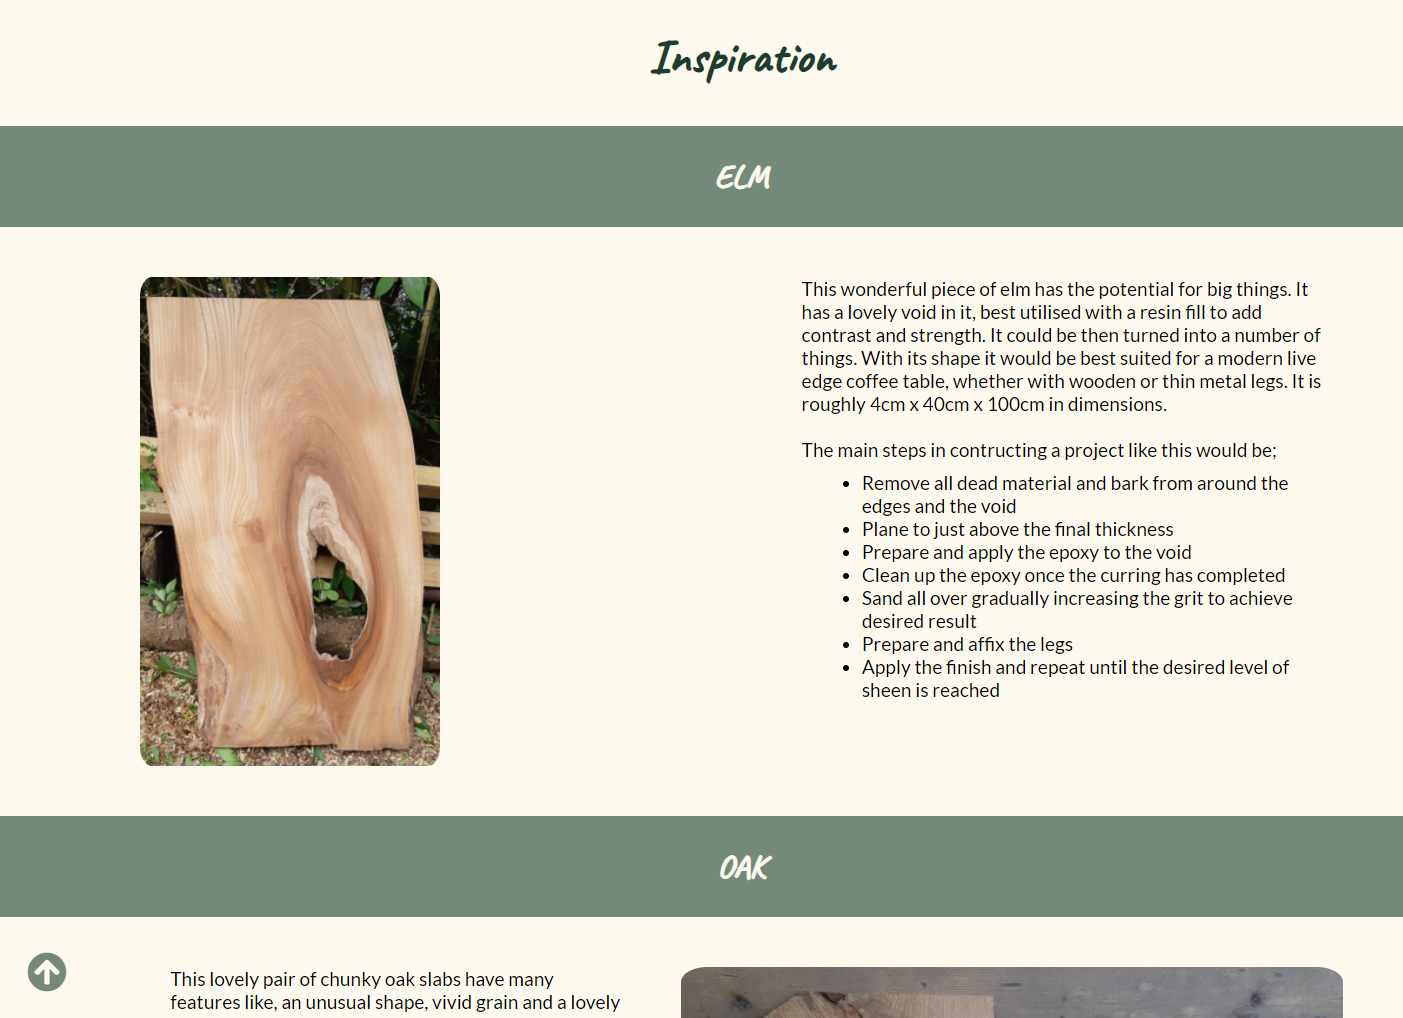 Inspiration
ELM
This wonderful piece of elm has the potential for big things. It
has a lovely void in it, best utilised with a resin fill to add
contrast and strength. It could be then turned into a number of
things. With its shape it would be best suited for a modern live
edge coffee table, whether with wooden or thin metal legs. It is
roughly 4cm x 40cm x 100cm in dimensions.
The main steps in contructing a project like this would be;
• Remove all dead material and bark from around the
edges and the void
• Plane to just above the final thickness
• Prepare and apply the epoxy to the void
• Clean up the epoxy once the curring has completed
• Sand all over gradually increasing the grit to achieve
desired result
• Prepare and affix the legs
• Apply the finish and repeat until the desired level of
sheen is reached
OAK
This lovely pair of chunky oak slabs have many
features like, an unusual shape, vivid grain and a lovely